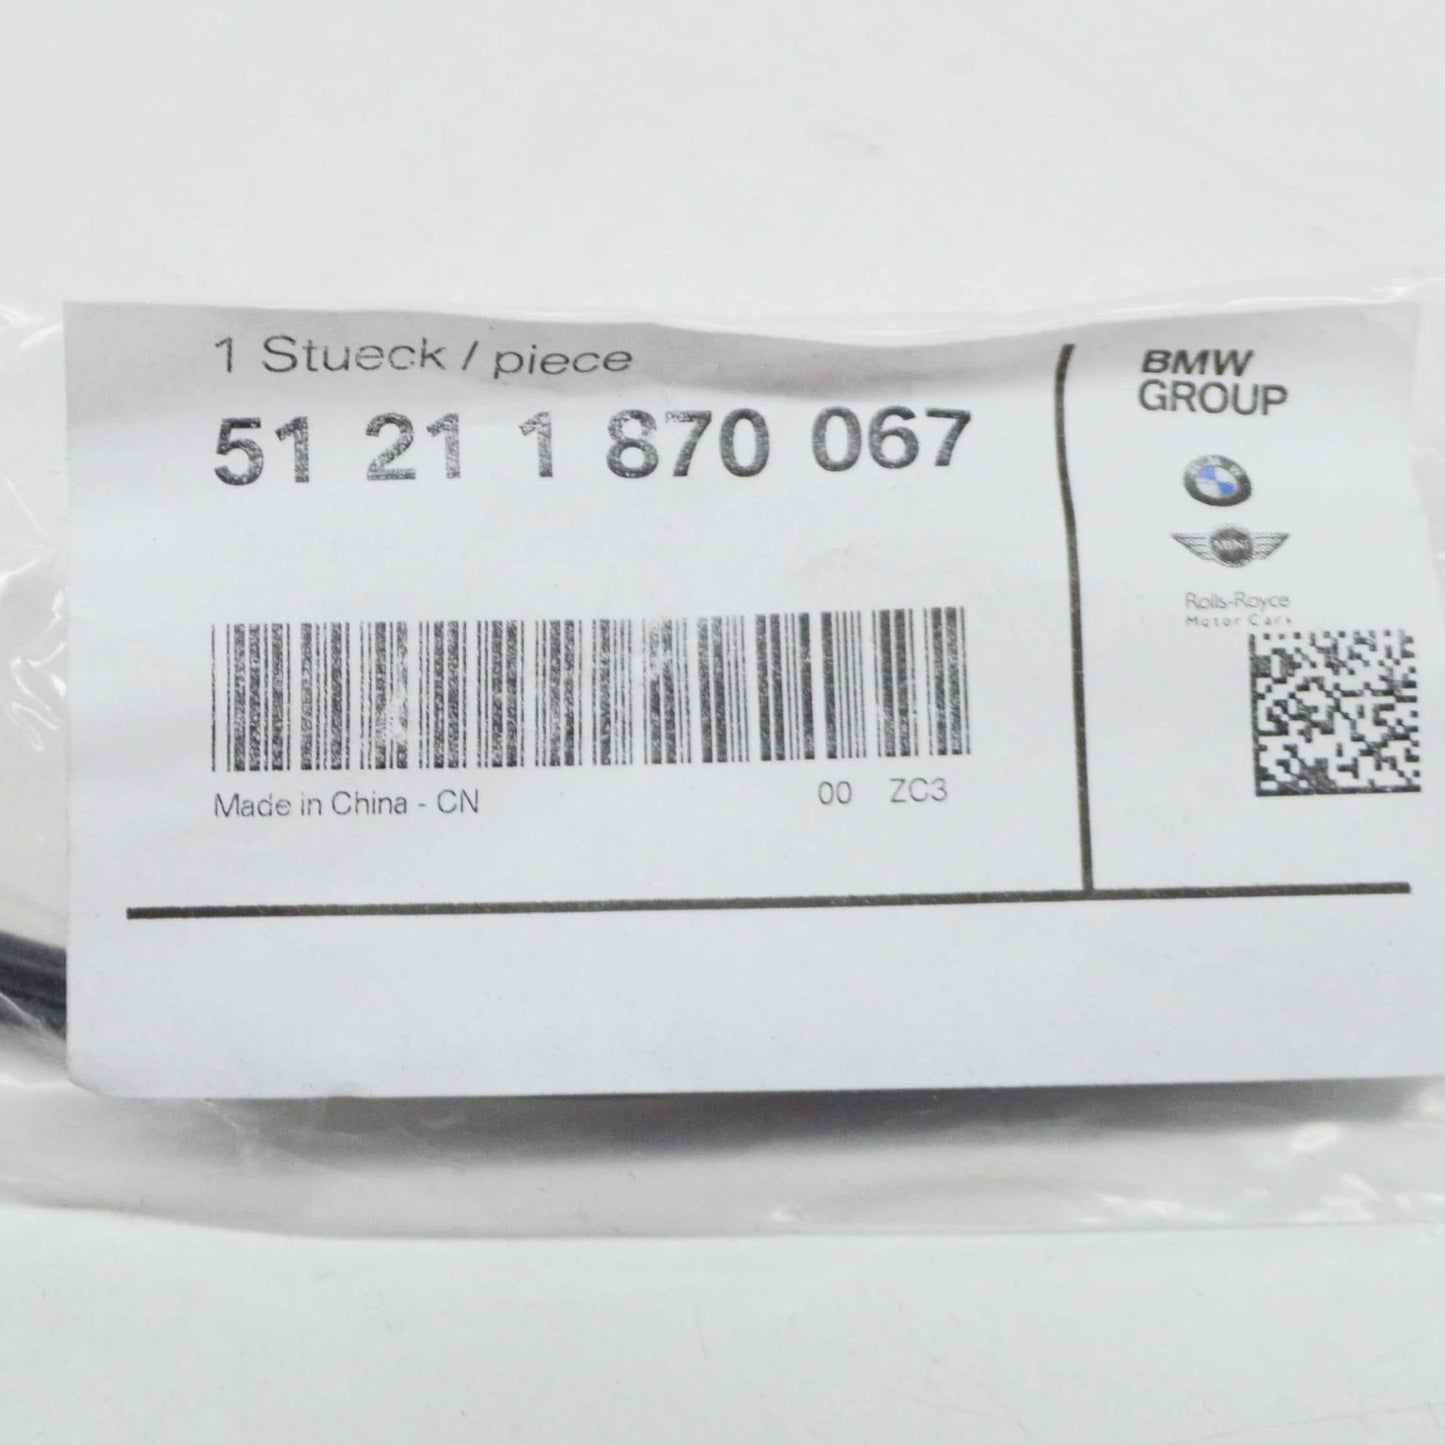 1 Stueck / piece
51 21 1 870 067
Made in China - CN
00 ZC3
BMW
GROUP
MINI
Rolls-Royce
Motor Cars